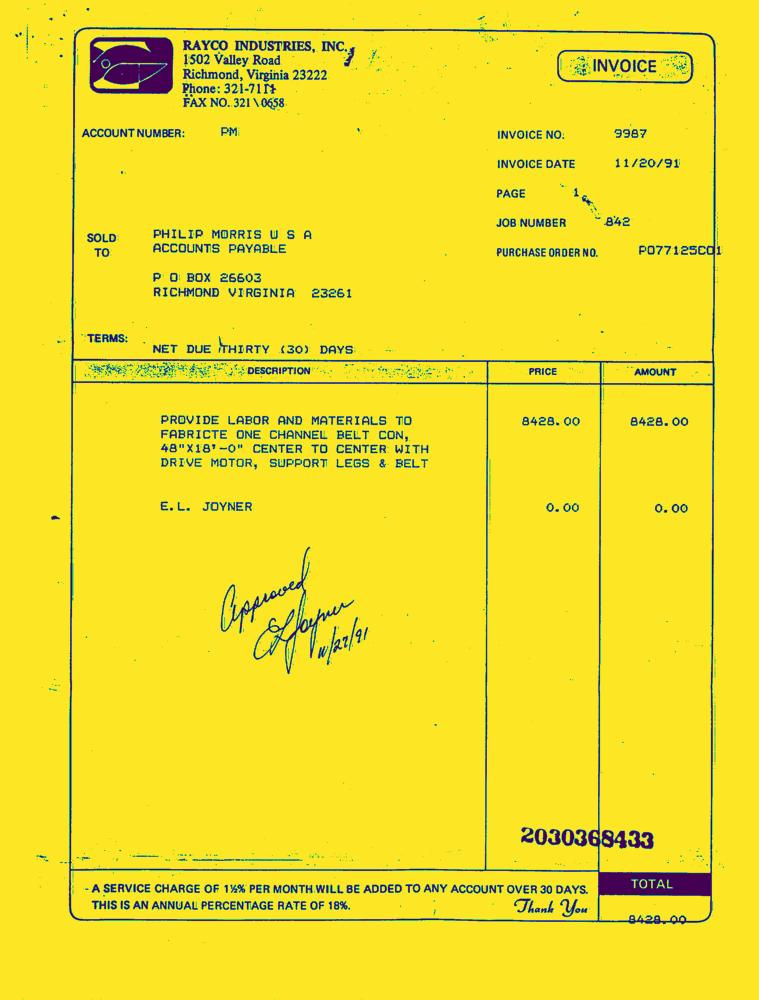 RAYCO INDUSTRIES, INC.
1502 Valley Road
Richmond, Virginia 23222
Phone: 321-7111
FAX NO. 321\0658
INVOICE
ACCOUNT NUMBER: PM
INVOICE NO: 9987
INVOICE DATE 11/20/91
PAGE 1
JOB NUMBER 842
PURCHASE ORDER NO. P077125C01
SOLD TO
PHILIP MORRIS U S A
ACCOUNTS PAYABLE
P O BOX 26603
RICHMOND VIRGINIA 23261
TERMS:
NET DUE THIRTY (30) DAYS
DESCRIPTION PRICE AMOUNT
PROVIDE LABOR AND MATERIALS TO 8428.00 8428.00
FABRICTE ONE CHANNEL BELT CON,
48"X18'-0" CENTER TO CENTER WITH
DRIVE MOTOR, SUPPORT LEGS & BELT
E.L. JOYNER 0.00 0.00
Approved
EL Joyner
11/27/91
2030368433
- A SERVICE CHARGE OF 1½% PER MONTH WILL BE ADDED TO ANY ACCOUNT OVER 30 DAYS.
THIS IS AN ANNUAL PERCENTAGE RATE OF 18%.
Thank You
TOTAL
8428.00